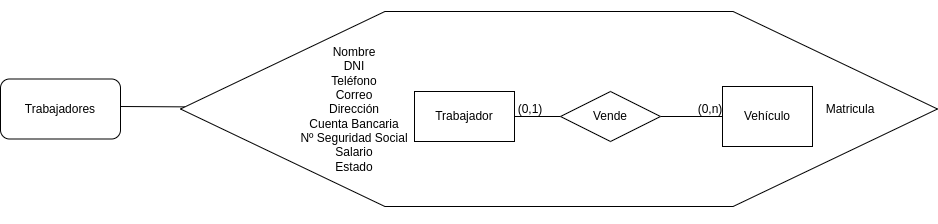 Trabajadores
Nombre
DNI
Teléfono
Correo
Dirección
Cuenta Bancaria
Nº Seguridad Social
Salario
Estado
Trabajador
(0,1)
Vende
(0,n)
Vehículo
Matricula